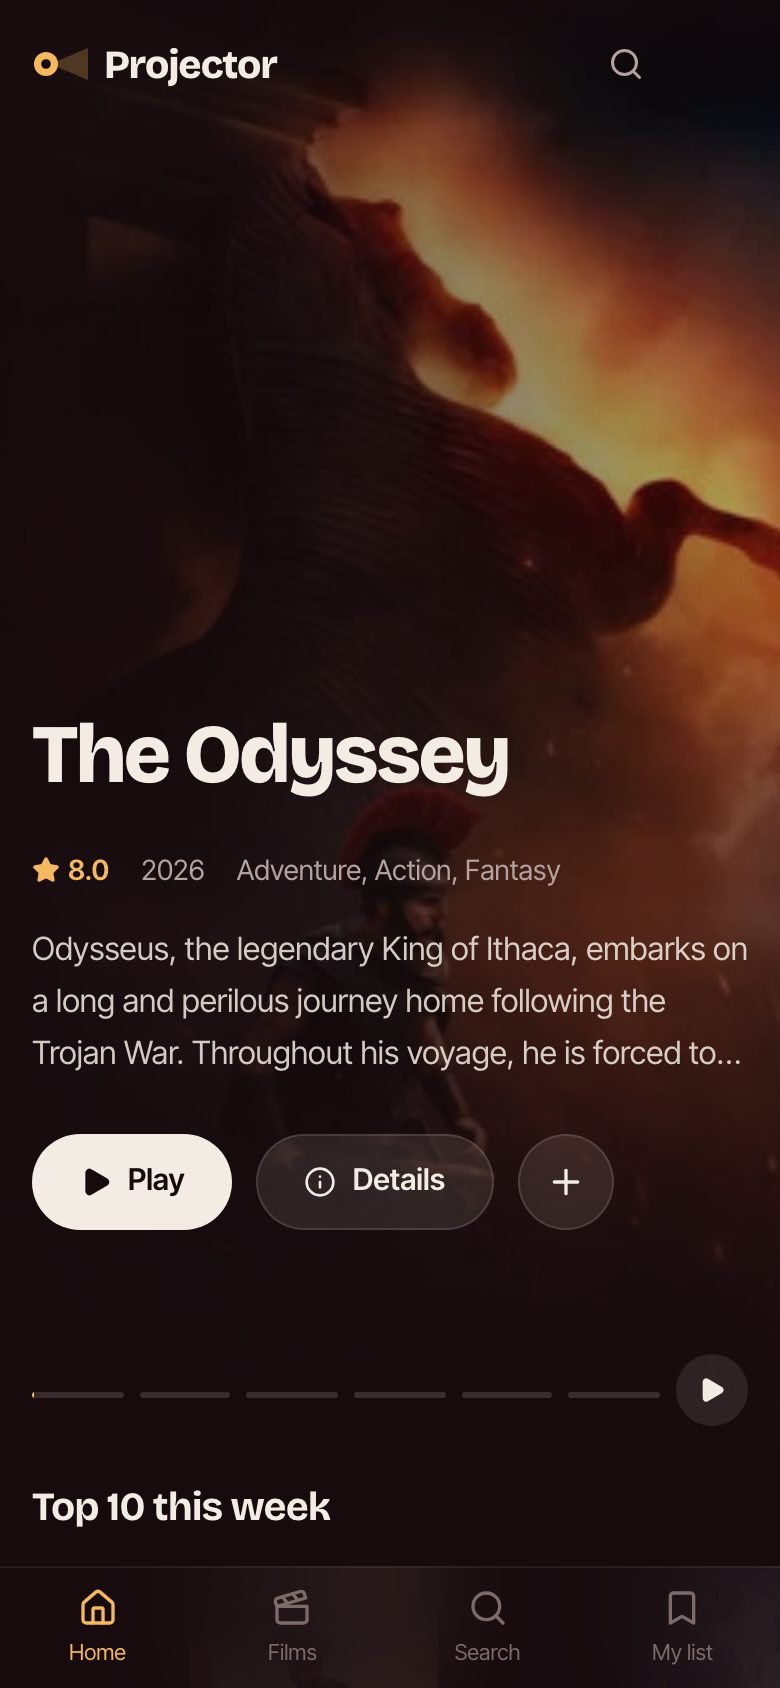 Projector
The Odyssey
8.0 2026 Adventure, Action, Fantasy
Odysseus, the legendary King of Ithaca, embarks on
a long and perilous journey home following the
Trojan War. Throughout his voyage, he is forced to...
Play Details
Top 10 this week
Home Films Search My list